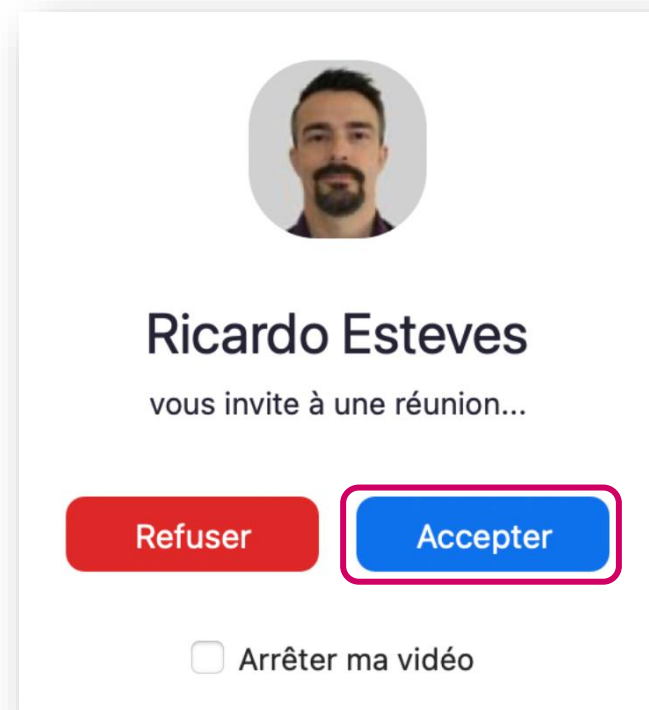 Ricardo Esteves
vous invite à une réunion...
Refuser
Accepter
Arrêter ma vidéo